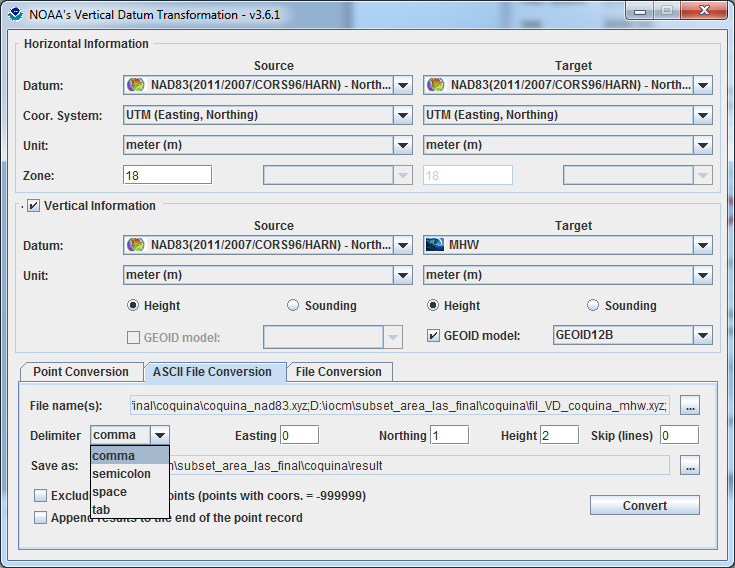 NOAA's Vertical Datum Transformation - v3.6.1
Horizontal Information
Source Target
Datum: NAD83(2011/2007/CORS96/HARN) - North... NAD83(2011/2007/CORS96/HARN) - North...
Coor. System: UTM (Easting, Northing) UTM (Easting, Northing)
Unit: meter (m) meter (m)
Zone: 18 18
Vertical Information
Source Target
Datum: NAD83(2011/2007/CORS96/HARN) - North... MHW
Unit: meter (m) meter (m)
Height Sounding Height Sounding
GEOID model: GEOID model: GEOID12B
Point Conversion ASCII File Conversion File Conversion
File name(s): final\coquina\coquina_nad83.xyz;D:\iocm\subset_area_las_final\coquina\fil_VD_coquina_mhw.xyz; ...
Delimiter comma Easting 0 Northing 1 Height 2 Skip (lines) 0
comma
semicolon
space
tab
Save as: m\subset_area_las_final\coquina\result ...
Exclud oints (points with coors. = -999999)
Append results to the end of the point record
Convert